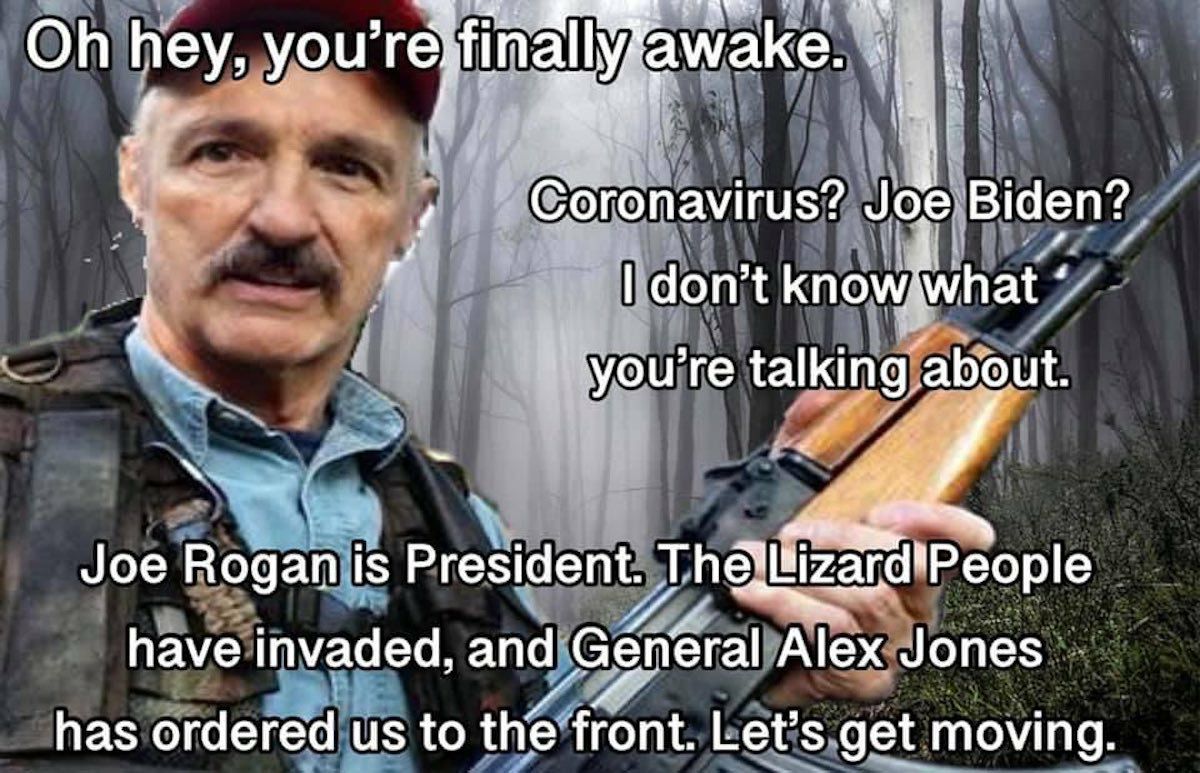 Oh hey, you're finally awake.
Coronavirus? Joe Biden?
I don't know what
you're talking about.
Joe Rogan is President. The Lizard People
have invaded, and General Alex Jones
has ordered us to the front. Let's get moving.